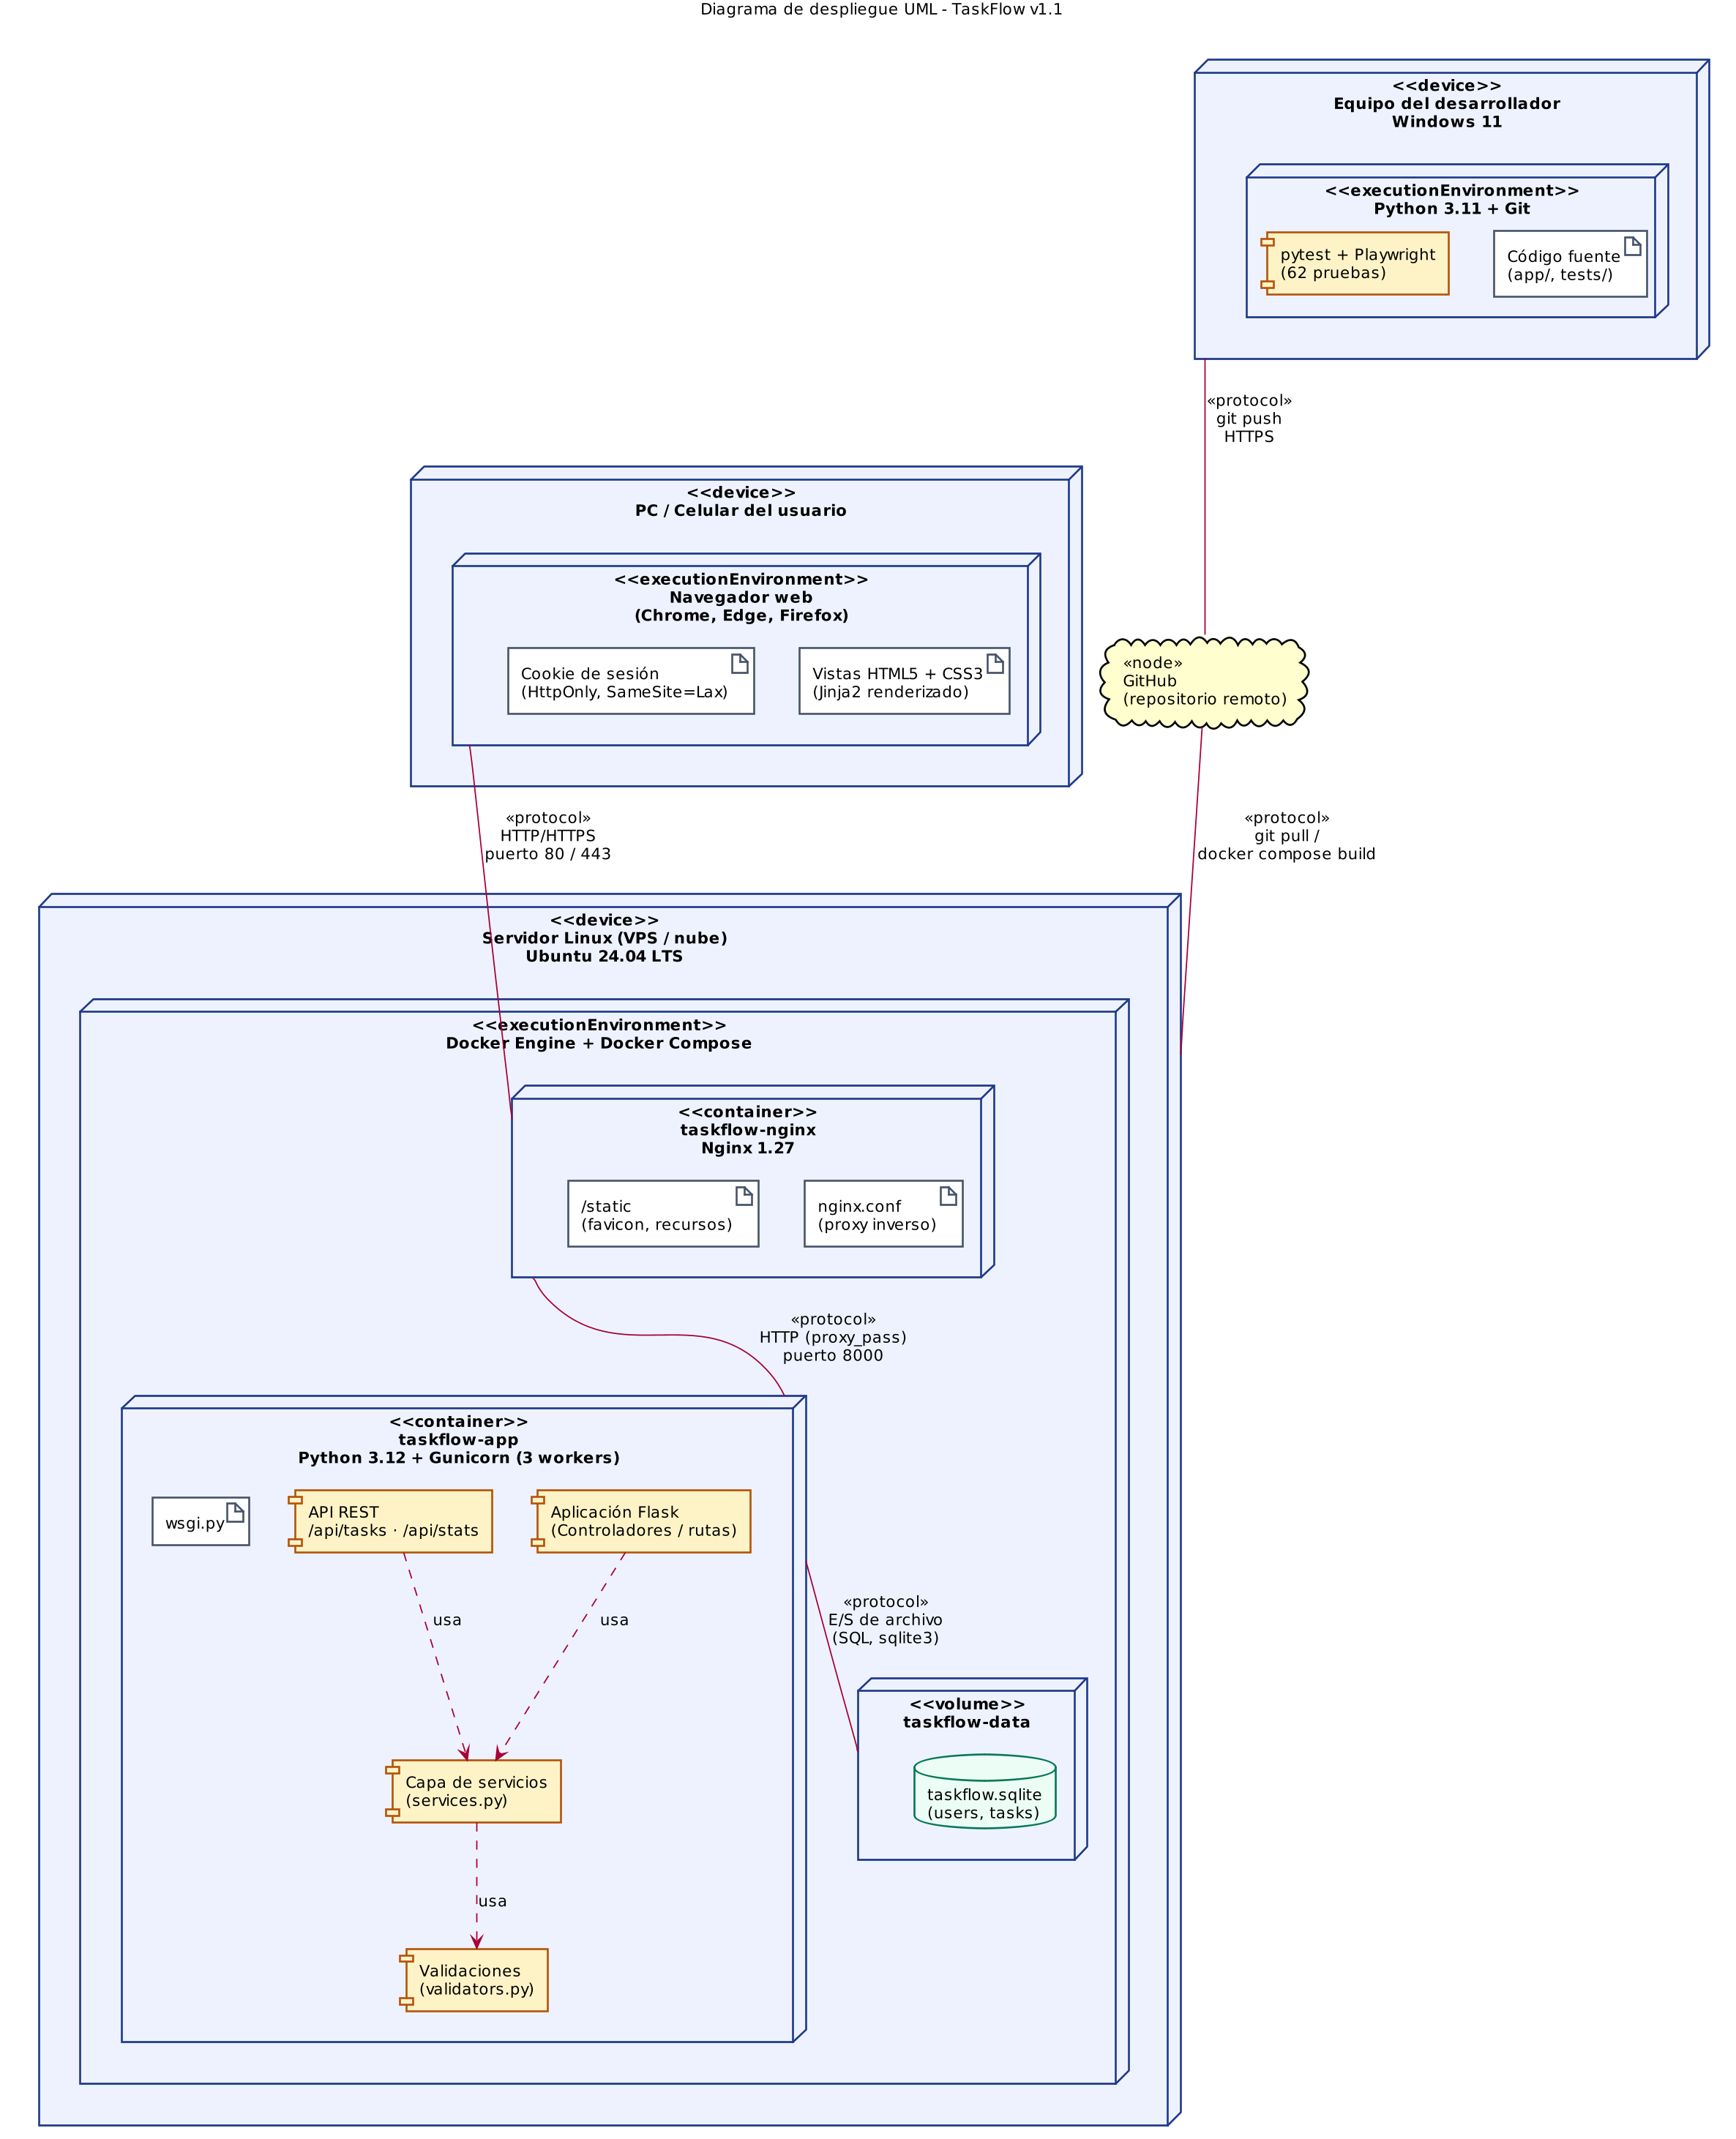 Diagrama de despliegue UML - TaskFlow v1.1
<<device>>
Equipo del desarrollador
Windows 11
<<executionEnvironment>>
Python 3.11 + Git
pytest + Playwright
(62 pruebas)
Código fuente
(app/, tests/)
«protocol»
git push
HTTPS
<<device>>
PC / Celular del usuario
<<executionEnvironment>>
Navegador web
(Chrome, Edge, Firefox)
Cookie de sesión
(HttpOnly, SameSite=Lax)
Vistas HTML5 + CSS3
(Jinja2 renderizado)
«node»
GitHub
(repositorio remoto)
«protocol»
HTTP/HTTPS
puerto 80 / 443
«protocol»
git pull /
docker compose build
<<device>>
Servidor Linux (VPS / nube)
Ubuntu 24.04 LTS
<<executionEnvironment>>
Docker Engine + Docker Compose
<<container>>
taskflow-nginx
Nginx 1.27
/static
(favicon, recursos)
nginx.conf
(proxy inverso)
«protocol»
HTTP (proxy_pass)
puerto 8000
<<container>>
taskflow-app
Python 3.12 + Gunicorn (3 workers)
wsgi.py
API REST
/api/tasks · /api/stats
Aplicación Flask
(Controladores / rutas)
usa
usa
«protocol»
E/S de archivo
(SQL, sqlite3)
<<volume>>
taskflow-data
taskflow.sqlite
(users, tasks)
Capa de servicios
(services.py)
usa
Validaciones
(validators.py)